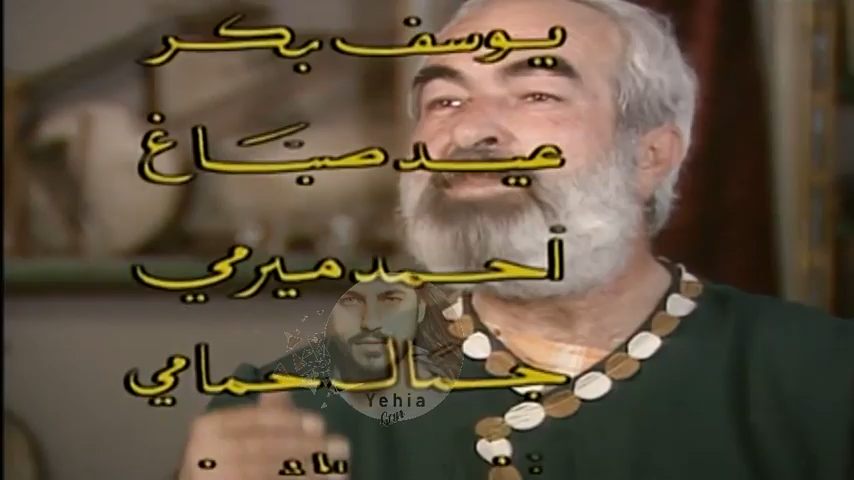 يوسف بكر
عيد صبَّاغ
أحمد ميرمي
جمال حمامي
Yehia